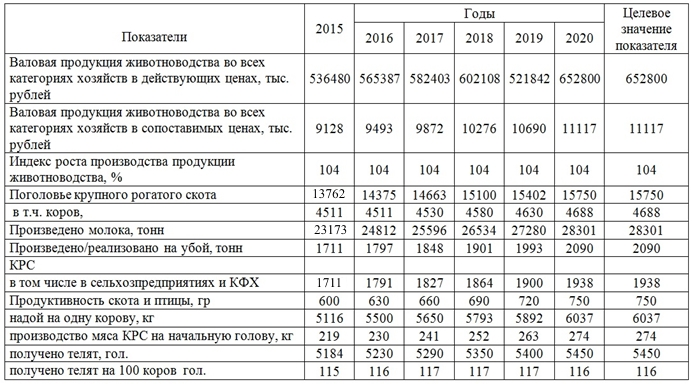 Показатели 2015 Годы Целевое
значение
показателя
2016 2017 2018 2019 2020
Валовая продукция животноводства во всех
категориях хозяйств в действующих ценах, тыс.
рублей 536480 565387 582403 602108 521842 652800 652800
Валовая продукция животноводства во всех
категориях хозяйств в сопоставимых ценах, тыс.
рублей 9128 9493 9872 10276 10690 11117 11117
Индекс роста производства продукции
животноводства, % 104 104 104 104 104 104 104
Поголовье крупного рогатого скота 13762 14375 14663 15100 15402 15750 15750
в т.ч. коров, 4511 4511 4530 4580 4630 4688 4688
Произведено молока, тонн 23173 24812 25596 26534 27280 28301 28301
Произведено/реализовано на убой, тонн 1711 1797 1848 1901 1993 2090 2090
КРС
в том числе в сельхозпредприятиях и КФХ 1711 1791 1827 1864 1900 1938 1938
Продуктивность скота и птицы, гр 600 630 660 690 720 750 750
надой на одну корову, кг 5116 5500 5650 5793 5892 6037 6037
производство мяса КРС на начальную голову, кг 219 230 241 252 263 274 274
получено телят, гол. 5184 5230 5290 5350 5400 5450 5450
получено телят на 100 коров гол. 115 116 117 117 117 116 116